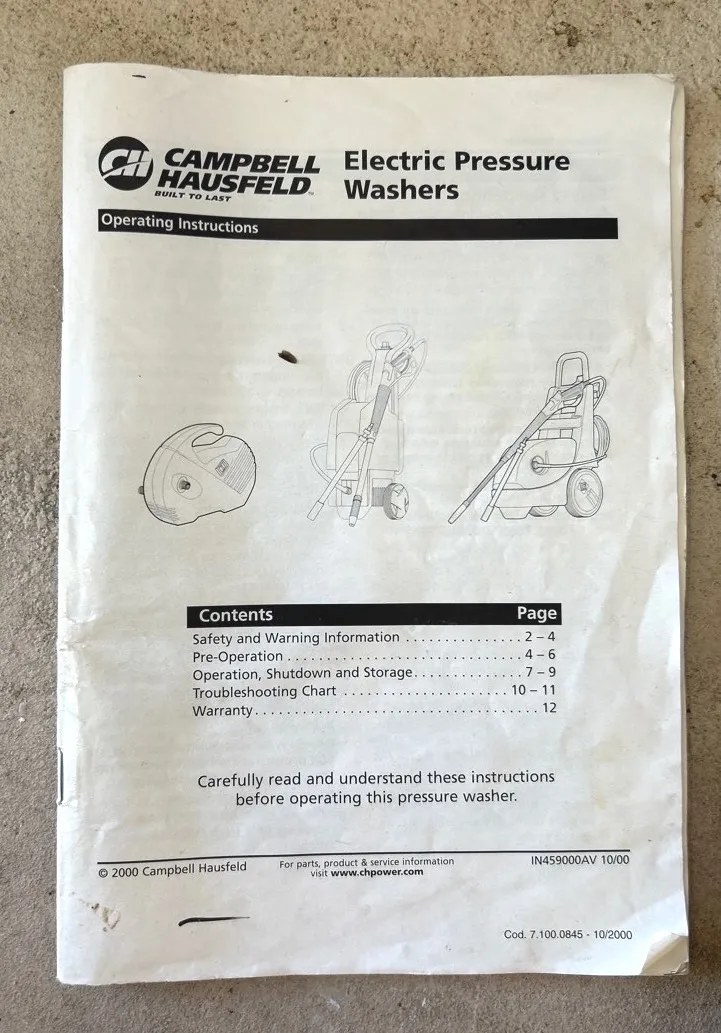 CH
CAMPBELL
HAUSFELD™
BUILT TO LAST
Electric Pressure
Washers
Operating Instructions
Contents Page
Safety and Warning Information . . . . . . . . . . . . . . . 2 – 4
Pre-Operation . . . . . . . . . . . . . . . . . . . . . . . . . . . . . . 4 – 6
Operation, Shutdown and Storage. . . . . . . . . . . . . . 7 – 9
Troubleshooting Chart . . . . . . . . . . . . . . . . . . . . . 10 – 11
Warranty. . . . . . . . . . . . . . . . . . . . . . . . . . . . . . . . . . . . 12
Carefully read and understand these instructions
before operating this pressure washer.
© 2000 Campbell Hausfeld
For parts, product & service information
visit www.chpower.com
IN459000AV 10/00
Cod. 7.100.0845 - 10/2000